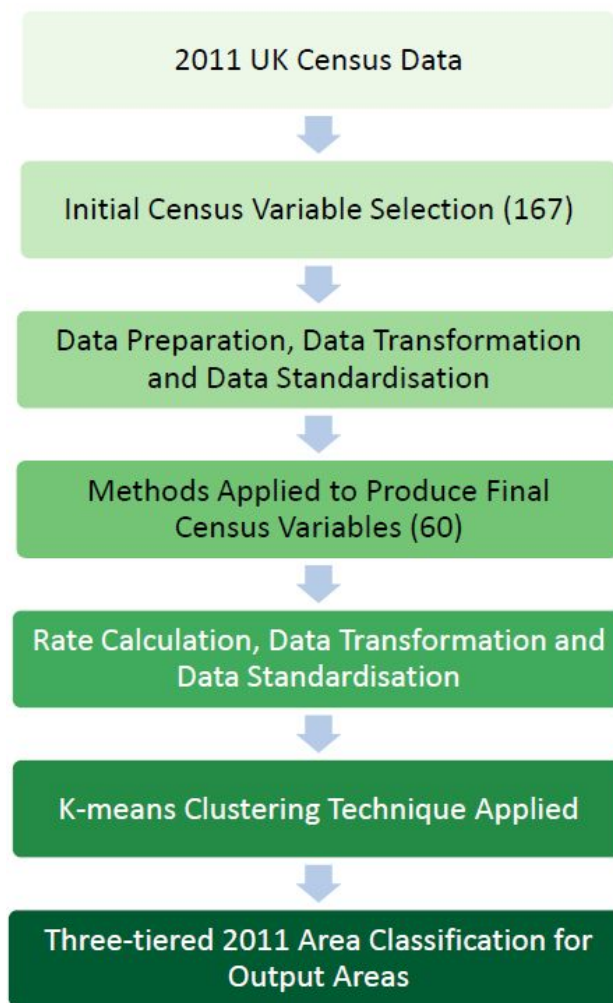 2011 UK Census Data
Initial Census Variable Selection (167)
Data Preparation, Data Transformation
and Data Standardisation
Methods Applied to Produce Final
Census Variables (60)
Rate Calculation, Data Transformation and
Data Standardisation
K-means Clustering Technique Applied
Three-tiered 2011 Area Classification for
Output Areas